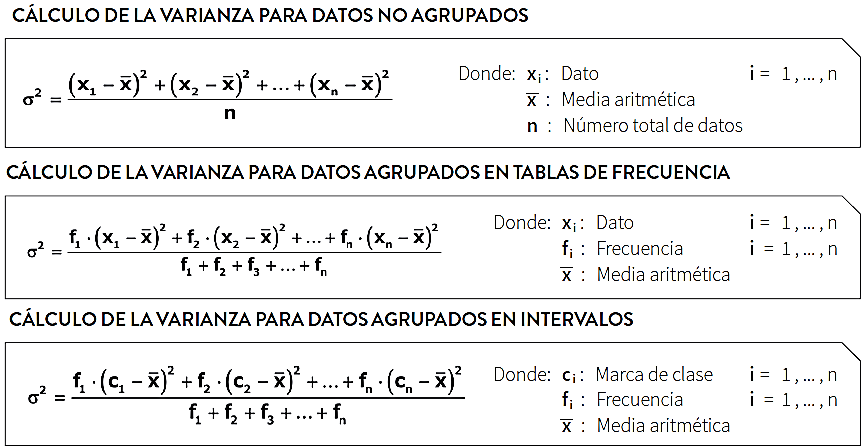 CÁLCULO DE LA VARIANZA PARA DATOS NO AGRUPADOS
σ² = ((x₁ − x̄)² + (x₂ − x̄)² + ... + (xₙ − x̄)²) / n
Donde: xᵢ : Dato i = 1 , ... , n
x̄ : Media aritmética
n : Número total de datos
CÁLCULO DE LA VARIANZA PARA DATOS AGRUPADOS EN TABLAS DE FRECUENCIA
σ² = (f₁ · (x₁ − x̄)² + f₂ · (x₂ − x̄)² + ... + fₙ · (xₙ − x̄)²) / (f₁ + f₂ + f₃ + ... + fₙ)
Donde: xᵢ : Dato i = 1 , ... , n
fᵢ : Frecuencia i = 1 , ... , n
x̄ : Media aritmética
CÁLCULO DE LA VARIANZA PARA DATOS AGRUPADOS EN INTERVALOS
σ² = (f₁ · (c₁ − x̄)² + f₂ · (c₂ − x̄)² + ... + fₙ · (cₙ − x̄)²) / (f₁ + f₂ + f₃ + ... + fₙ)
Donde: cᵢ : Marca de clase i = 1 , ... , n
fᵢ : Frecuencia i = 1 , ... , n
x̄ : Media aritmética